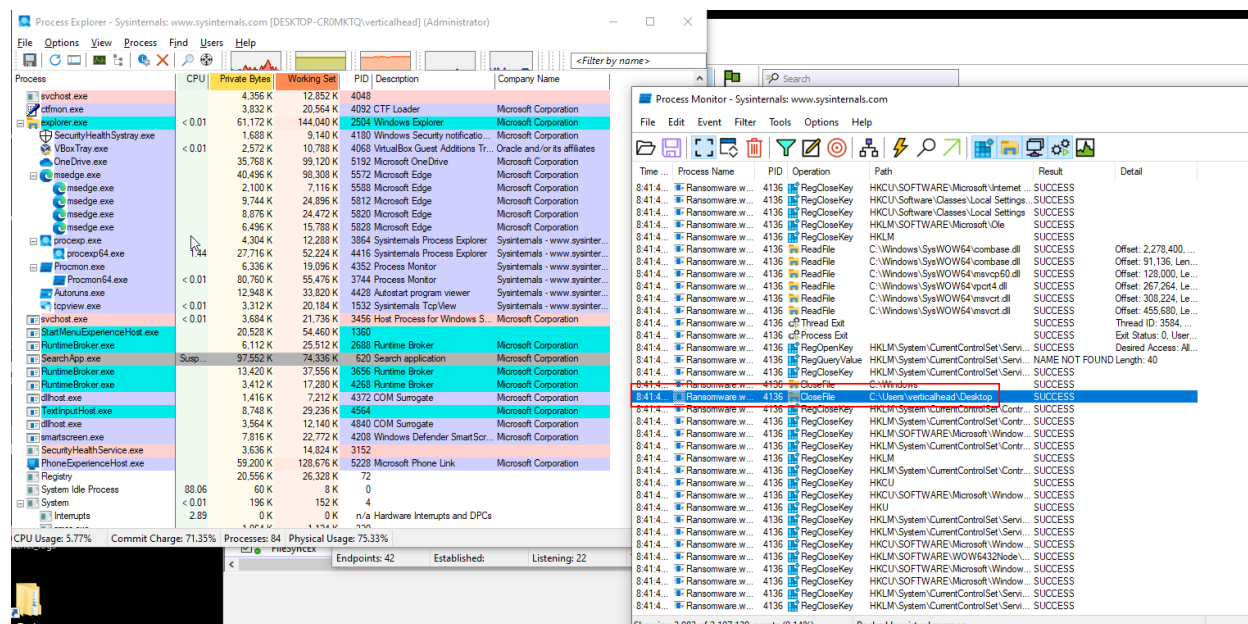 Process Explorer - Sysinternals: www.sysinternals.com [DESKTOP-CR0MKTQ\verticalhead] (Administrator)
File Options View Process Find Users Help
<Filter by name>
Process CPU Private Bytes Working Set PID Description Company Name
svchost.exe 4,356 K 12,852 K 4048
ctfmon.exe 3,832 K 20,564 K 4092 CTF Loader Microsoft Corporation
explorer.exe < 0.01 61,172 K 144,040 K 2504 Windows Explorer Microsoft Corporation
SecurityHealthSystray.exe 1,688 K 9,140 K 4180 Windows Security notificatio... Microsoft Corporation
VBoxTray.exe < 0.01 2,572 K 10,788 K 4068 VirtualBox Guest Additions Tr... Oracle and/or its affiliates
OneDrive.exe 35,768 K 99,120 K 5192 Microsoft OneDrive Microsoft Corporation
msedge.exe 40,496 K 98,308 K 5572 Microsoft Edge Microsoft Corporation
msedge.exe 2,100 K 7,116 K 5588 Microsoft Edge Microsoft Corporation
msedge.exe 9,744 K 24,896 K 5812 Microsoft Edge Microsoft Corporation
msedge.exe 8,876 K 24,472 K 5820 Microsoft Edge Microsoft Corporation
msedge.exe 6,496 K 15,788 K 5828 Microsoft Edge Microsoft Corporation
procexp.exe 4,304 K 12,288 K 3864 Sysinternals Process Explorer Sysinternals - www.sysinter...
procexp64.exe 1.44 27,716 K 52,224 K 4416 Sysinternals Process Explorer Sysinternals - www.sysinter...
Procmon.exe 6,336 K 19,096 K 4352 Process Monitor Sysinternals - www.sysinter...
Procmon64.exe < 0.01 80,760 K 55,476 K 3744 Process Monitor Sysinternals - www.sysinter...
Autoruns.exe 12,948 K 33,820 K 4428 Autostart program viewer Sysinternals - www.sysinter...
tcpview.exe < 0.01 3,312 K 20,184 K 1532 Sysinternals TcpView Sysinternals - www.sysinter...
svchost.exe < 0.01 3,684 K 21,736 K 3456 Host Process for Windows S... Microsoft Corporation
StartMenuExperienceHost.exe 20,528 K 54,460 K 1360
RuntimeBroker.exe 6,112 K 25,512 K 2688 Runtime Broker Microsoft Corporation
SearchApp.exe Susp... 97,552 K 74,336 K 620 Search application Microsoft Corporation
RuntimeBroker.exe 13,420 K 37,556 K 3656 Runtime Broker Microsoft Corporation
RuntimeBroker.exe 3,412 K 17,280 K 4268 Runtime Broker Microsoft Corporation
dllhost.exe 1,416 K 7,212 K 4372 COM Surrogate Microsoft Corporation
TextInputHost.exe 8,748 K 29,236 K 4564 Microsoft Corporation
dllhost.exe 3,564 K 12,140 K 4840 COM Surrogate Microsoft Corporation
smartscreen.exe 7,816 K 22,772 K 4208 Windows Defender SmartScr... Microsoft Corporation
SecurityHealthService.exe 3,636 K 14,824 K 3152
PhoneExperienceHost.exe 59,200 K 128,676 K 5228 Microsoft Phone Link Microsoft Corporation
Registry 20,556 K 26,328 K 72
System Idle Process 88.06 60 K 8 K 0
System < 0.01 196 K 152 K 4
Interrupts 2.89 0 K 0 K n/a Hardware Interrupts and DPCs
CPU Usage: 5.77% Commit Charge: 71.35% Processes: 84 Physical Usage: 75.33%
FileSyncEx
Endpoints: 42 Established: Listening: 22
Search
Process Monitor - Sysinternals: www.sysinternals.com
File Edit Event Filter Tools Options Help
Time ... Process Name PID Operation Path Result Detail
8:41:4... Ransomware.w... 4136 RegCloseKey HKCU\SOFTWARE\Microsoft\Internet ... SUCCESS
8:41:4... Ransomware.w... 4136 RegCloseKey HKCU\Software\Classes\Local Settings... SUCCESS
8:41:4... Ransomware.w... 4136 RegCloseKey HKCU\Software\Classes\Local Settings SUCCESS
8:41:4... Ransomware.w... 4136 RegCloseKey HKLM\SOFTWARE\Microsoft\Ole SUCCESS
8:41:4... Ransomware.w... 4136 RegCloseKey HKLM SUCCESS
8:41:4... Ransomware.w... 4136 ReadFile C:\Windows\SysWOW64\combase.dll SUCCESS Offset: 2,278,400, ...
8:41:4... Ransomware.w... 4136 ReadFile C:\Windows\SysWOW64\combase.dll SUCCESS Offset: 91,136, Len...
8:41:4... Ransomware.w... 4136 ReadFile C:\Windows\SysWOW64\msvcp60.dll SUCCESS Offset: 128,000, Le...
8:41:4... Ransomware.w... 4136 ReadFile C:\Windows\SysWOW64\rpcrt4.dll SUCCESS Offset: 267,264, Le...
8:41:4... Ransomware.w... 4136 ReadFile C:\Windows\SysWOW64\msvcrt.dll SUCCESS Offset: 308,224, Le...
8:41:4... Ransomware.w... 4136 ReadFile C:\Windows\SysWOW64\msvcrt.dll SUCCESS Offset: 455,680, Le...
8:41:4... Ransomware.w... 4136 Thread Exit SUCCESS Thread ID: 3584, ...
8:41:4... Ransomware.w... 4136 Process Exit SUCCESS Exit Status: 0, User...
8:41:4... Ransomware.w... 4136 RegOpenKey HKLM\System\CurrentControlSet\Servi... SUCCESS Desired Access: All...
8:41:4... Ransomware.w... 4136 RegQueryValue HKLM\System\CurrentControlSet\Servi... NAME NOT FOUND Length: 40
8:41:4... Ransomware.w... 4136 RegCloseKey HKLM\System\CurrentControlSet\Servi... SUCCESS
8:41:4... Ransomware.w... 4136 CloseFile C:\Windows SUCCESS
8:41:4... Ransomware.w... 4136 CloseFile C:\Users\verticalhead\Desktop SUCCESS
8:41:4... Ransomware.w... 4136 RegCloseKey HKLM\System\CurrentControlSet\Contr... SUCCESS
8:41:4... Ransomware.w... 4136 RegCloseKey HKLM\System\CurrentControlSet\Contr... SUCCESS
8:41:4... Ransomware.w... 4136 RegCloseKey HKLM\SOFTWARE\Microsoft\Window... SUCCESS
8:41:4... Ransomware.w... 4136 RegCloseKey HKLM\System\CurrentControlSet\Contr... SUCCESS
8:41:4... Ransomware.w... 4136 RegCloseKey HKLM SUCCESS
8:41:4... Ransomware.w... 4136 RegCloseKey HKLM\System\CurrentControlSet\Contr... SUCCESS
8:41:4... Ransomware.w... 4136 RegCloseKey HKCU SUCCESS
8:41:4... Ransomware.w... 4136 RegCloseKey HKCU\SOFTWARE\Microsoft\Window... SUCCESS
8:41:4... Ransomware.w... 4136 RegCloseKey HKU SUCCESS
8:41:4... Ransomware.w... 4136 RegCloseKey HKLM\System\CurrentControlSet\Servi... SUCCESS
8:41:4... Ransomware.w... 4136 RegCloseKey HKLM\System\CurrentControlSet\Servi... SUCCESS
8:41:4... Ransomware.w... 4136 RegCloseKey HKCU\SOFTWARE\Microsoft\Window... SUCCESS
8:41:4... Ransomware.w... 4136 RegCloseKey HKLM\SOFTWARE\WOW6432Node\... SUCCESS
8:41:4... Ransomware.w... 4136 RegCloseKey HKCU\SOFTWARE\Microsoft\Window... SUCCESS
8:41:4... Ransomware.w... 4136 RegCloseKey HKCU\SOFTWARE\Microsoft\Window... SUCCESS
8:41:4... Ransomware.w... 4136 RegCloseKey HKLM\System\CurrentControlSet\Servi... SUCCESS
8:41:4... Ransomware.w... 4136 RegCloseKey HKLM\System\CurrentControlSet\Servi... SUCCESS